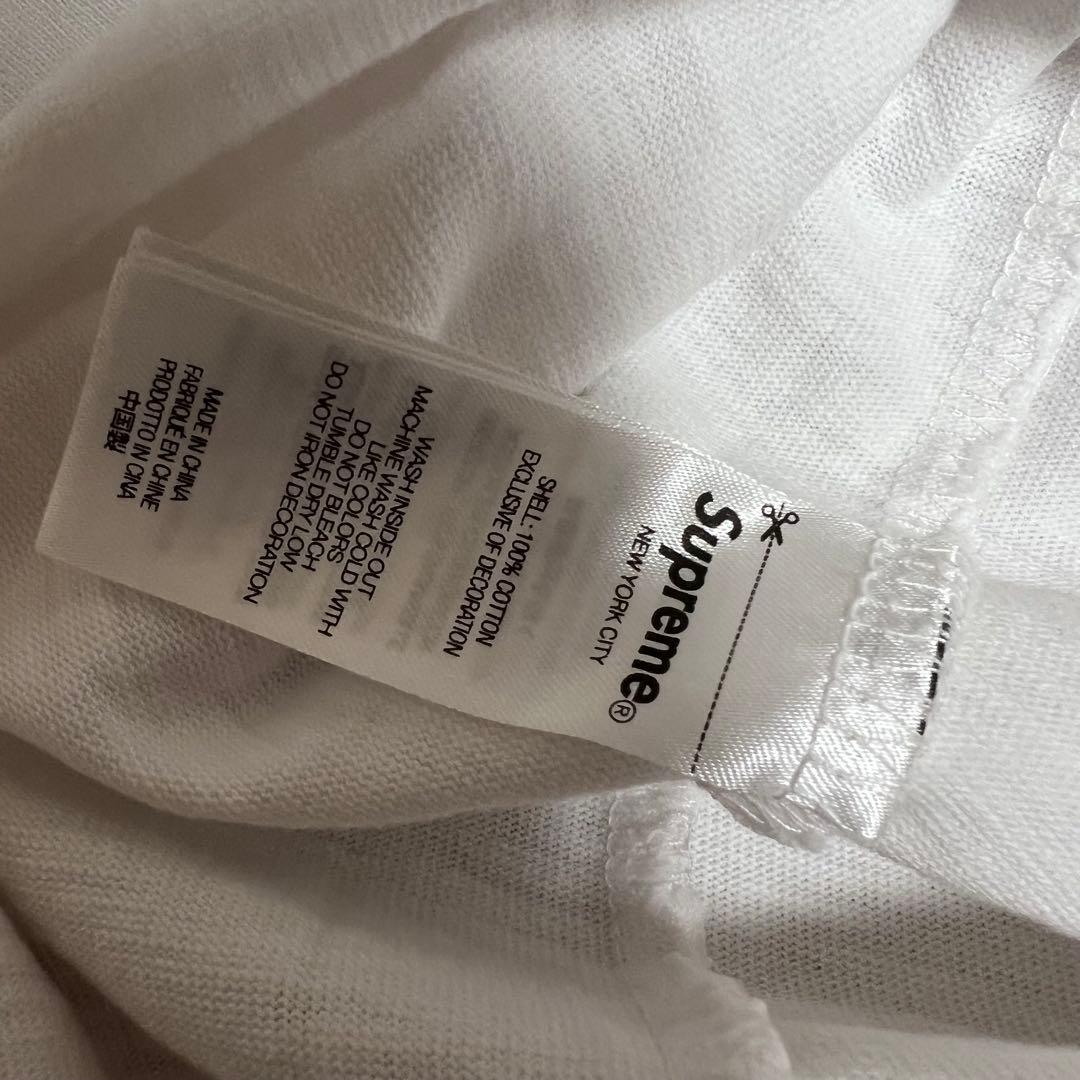 Supreme®
NEW YORK CITY
SHELL: 100% COTTON
EXCLUSIVE OF DECORATION
WASH INSIDE OUT
MACHINE WASH COLD WITH
LIKE COLORS
DO NOT BLEACH
TUMBLE DRY LOW
DO NOT IRON DECORATION
MADE IN CHINA
FABRIQUÉ EN CHINE
PRODOTTO IN CINA
中国製